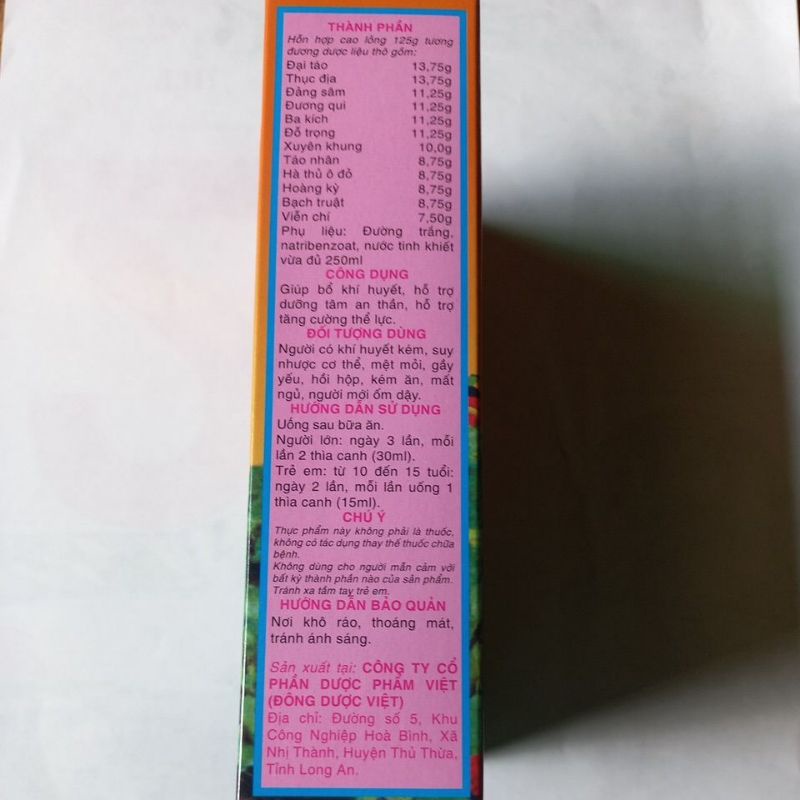 THÀNH PHẦN
Hỗn hợp cao lỏng 125g tương
đương dược liệu thô gồm:
Đại táo 13,75g
Thục địa 13,75g
Đảng sâm 11,25g
Đương qui 11,25g
Ba kích 11,25g
Đỗ trọng 11,25g
Xuyên khung 10,0g
Táo nhân 8,75g
Hà thủ ô đỏ 8,75g
Hoàng kỳ 8,75g
Bạch truật 8,75g
Viễn chí 7,50g
Phụ liệu: Đường trắng,
natribenzoat, nước tinh khiết
vừa đủ 250ml
CÔNG DỤNG
Giúp bổ khí huyết, hỗ trợ
dưỡng tâm an thần, hỗ trợ
tăng cường thể lực.
ĐỐI TƯỢNG DÙNG
Người có khí huyết kém, suy
nhược cơ thể, mệt mỏi, gầy
yếu, hồi hộp, kém ăn, mất
ngủ, người mới ốm dậy.
HƯỚNG DẪN SỬ DỤNG
Uống sau bữa ăn.
Người lớn: ngày 3 lần, mỗi
lần 2 thìa canh (30ml).
Trẻ em: từ 10 đến 15 tuổi:
ngày 2 lần, mỗi lần uống 1
thìa canh (15ml).
CHÚ Ý
Thực phẩm này không phải là thuốc,
không có tác dụng thay thế thuốc chữa
bệnh.
Không dùng cho người mẫn cảm với
bất kỳ thành phần nào của sản phẩm.
Tránh xa tầm tay trẻ em.
HƯỚNG DẪN BẢO QUẢN
Nơi khô ráo, thoáng mát,
tránh ánh sáng.
Sản xuất tại: CÔNG TY CỔ
PHẦN DƯỢC PHẨM VIỆT
(ĐÔNG DƯỢC VIỆT)
Địa chỉ: Đường số 5, Khu
Công Nghiệp Hoà Bình, Xã
Nhị Thành, Huyện Thủ Thừa,
Tỉnh Long An.